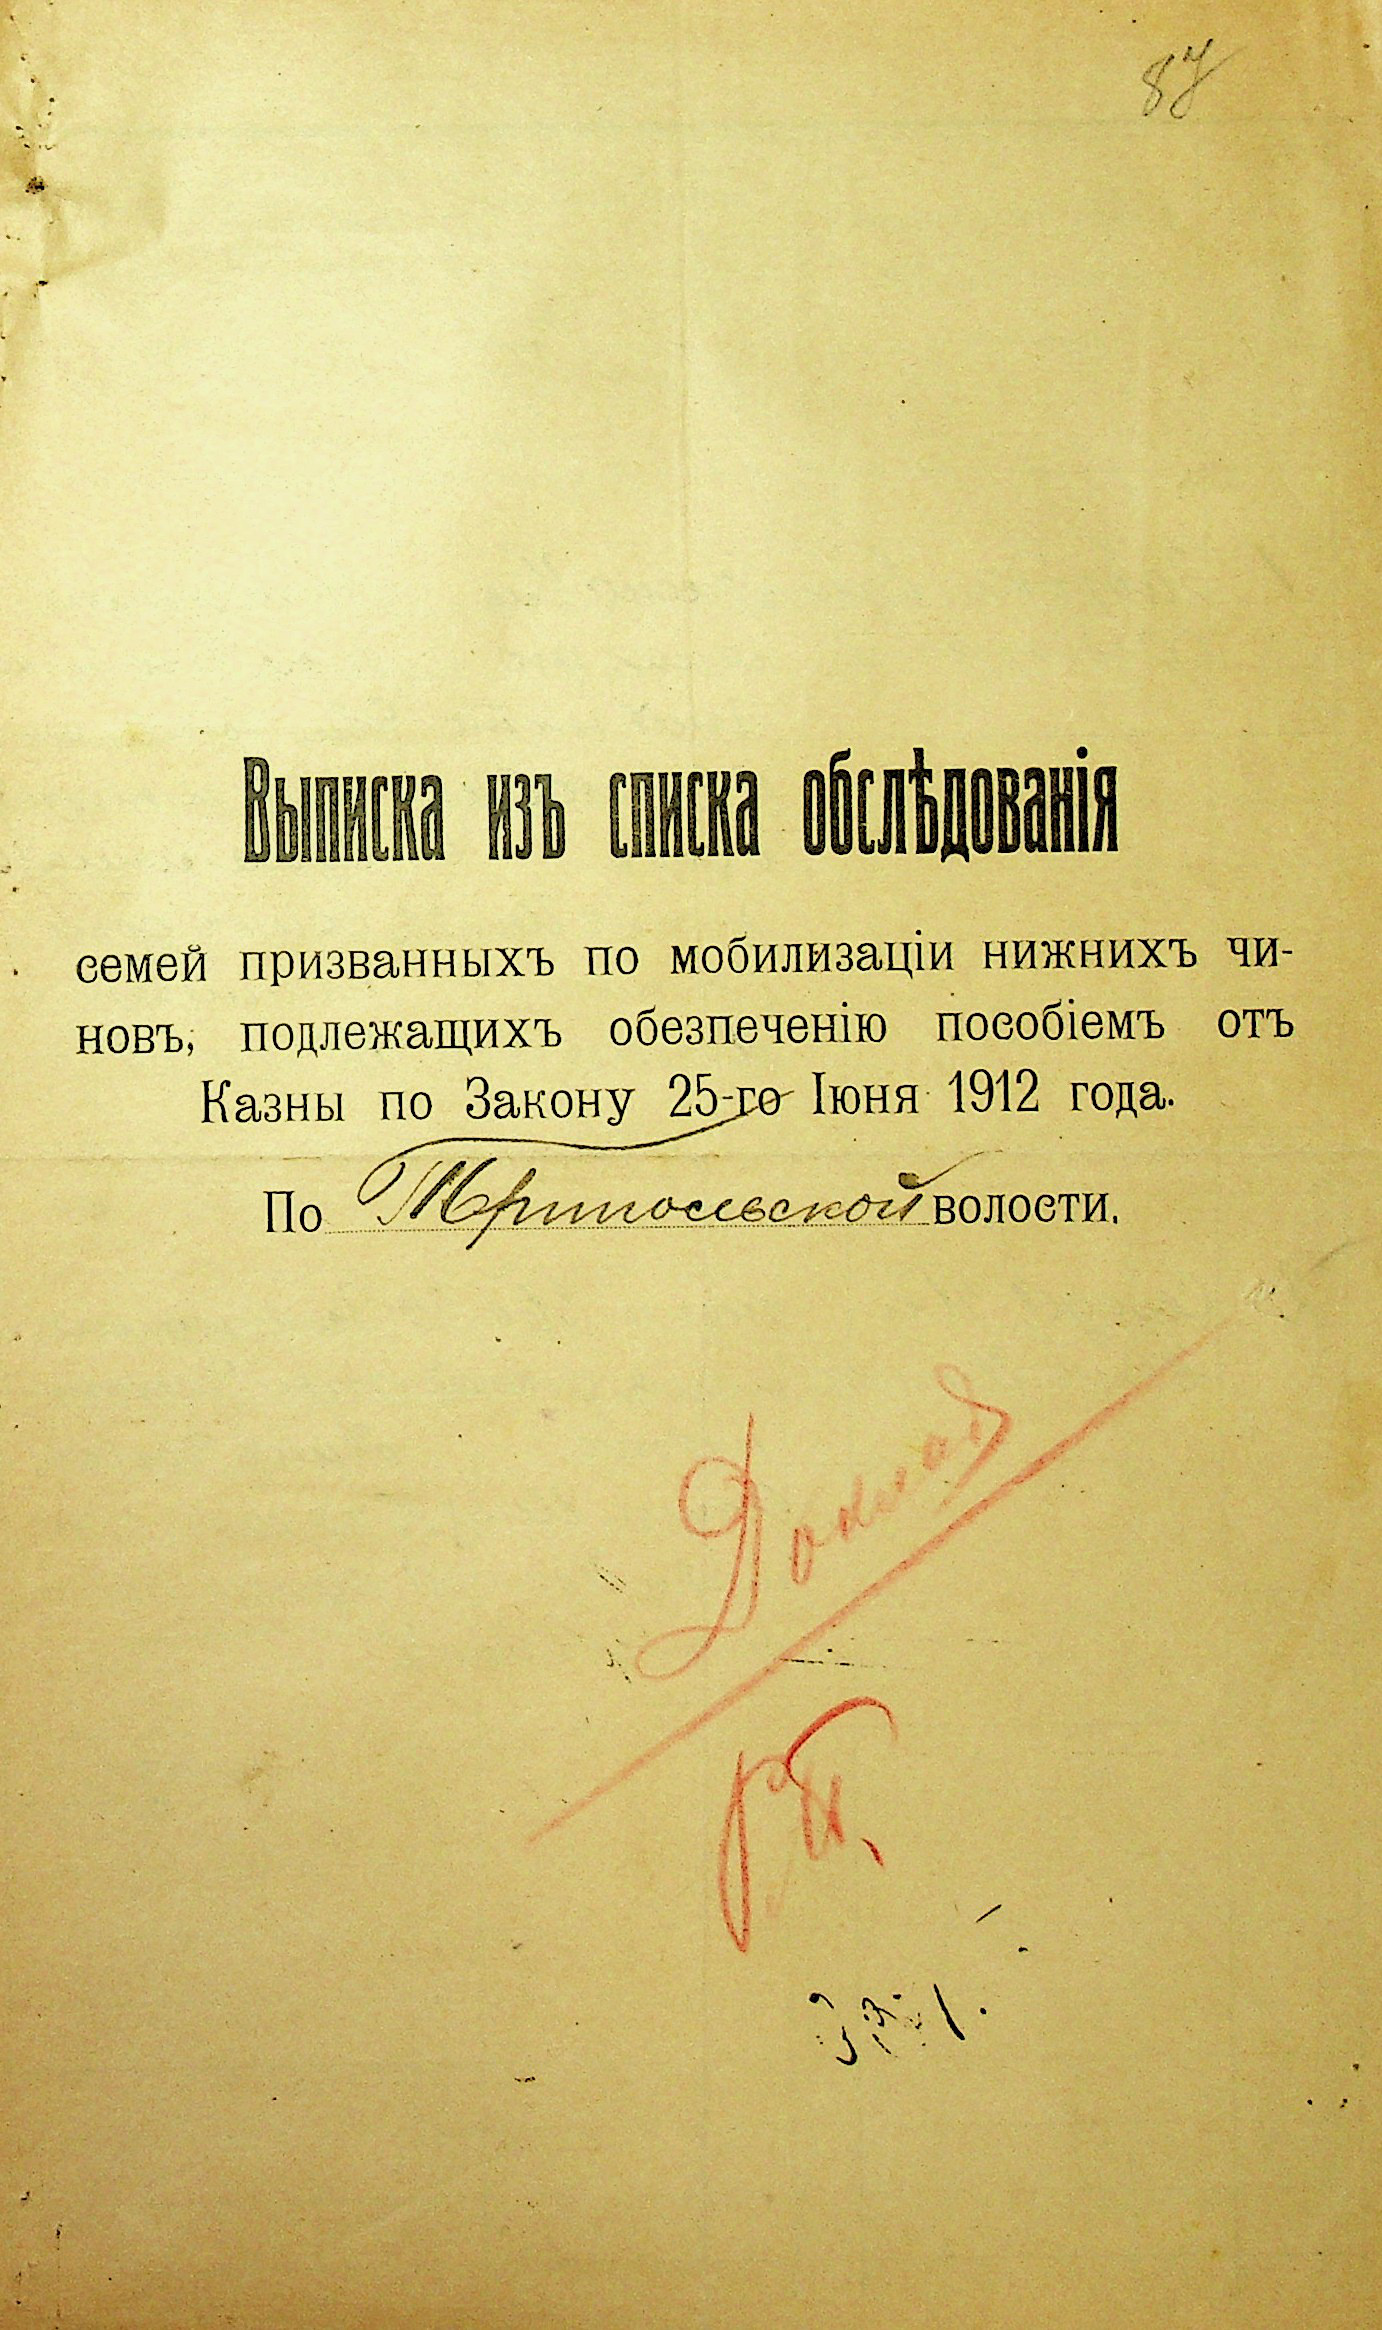 87
Выписка изъ списка обслѣдованія
семей призванныхъ по мобилизаціи нижнихъ чи-
новъ, подлежащихъ обезпеченію пособіемъ отъ
Казны по Закону 25-го Іюня 1912 года.
По Трипольской волости.
Доклад